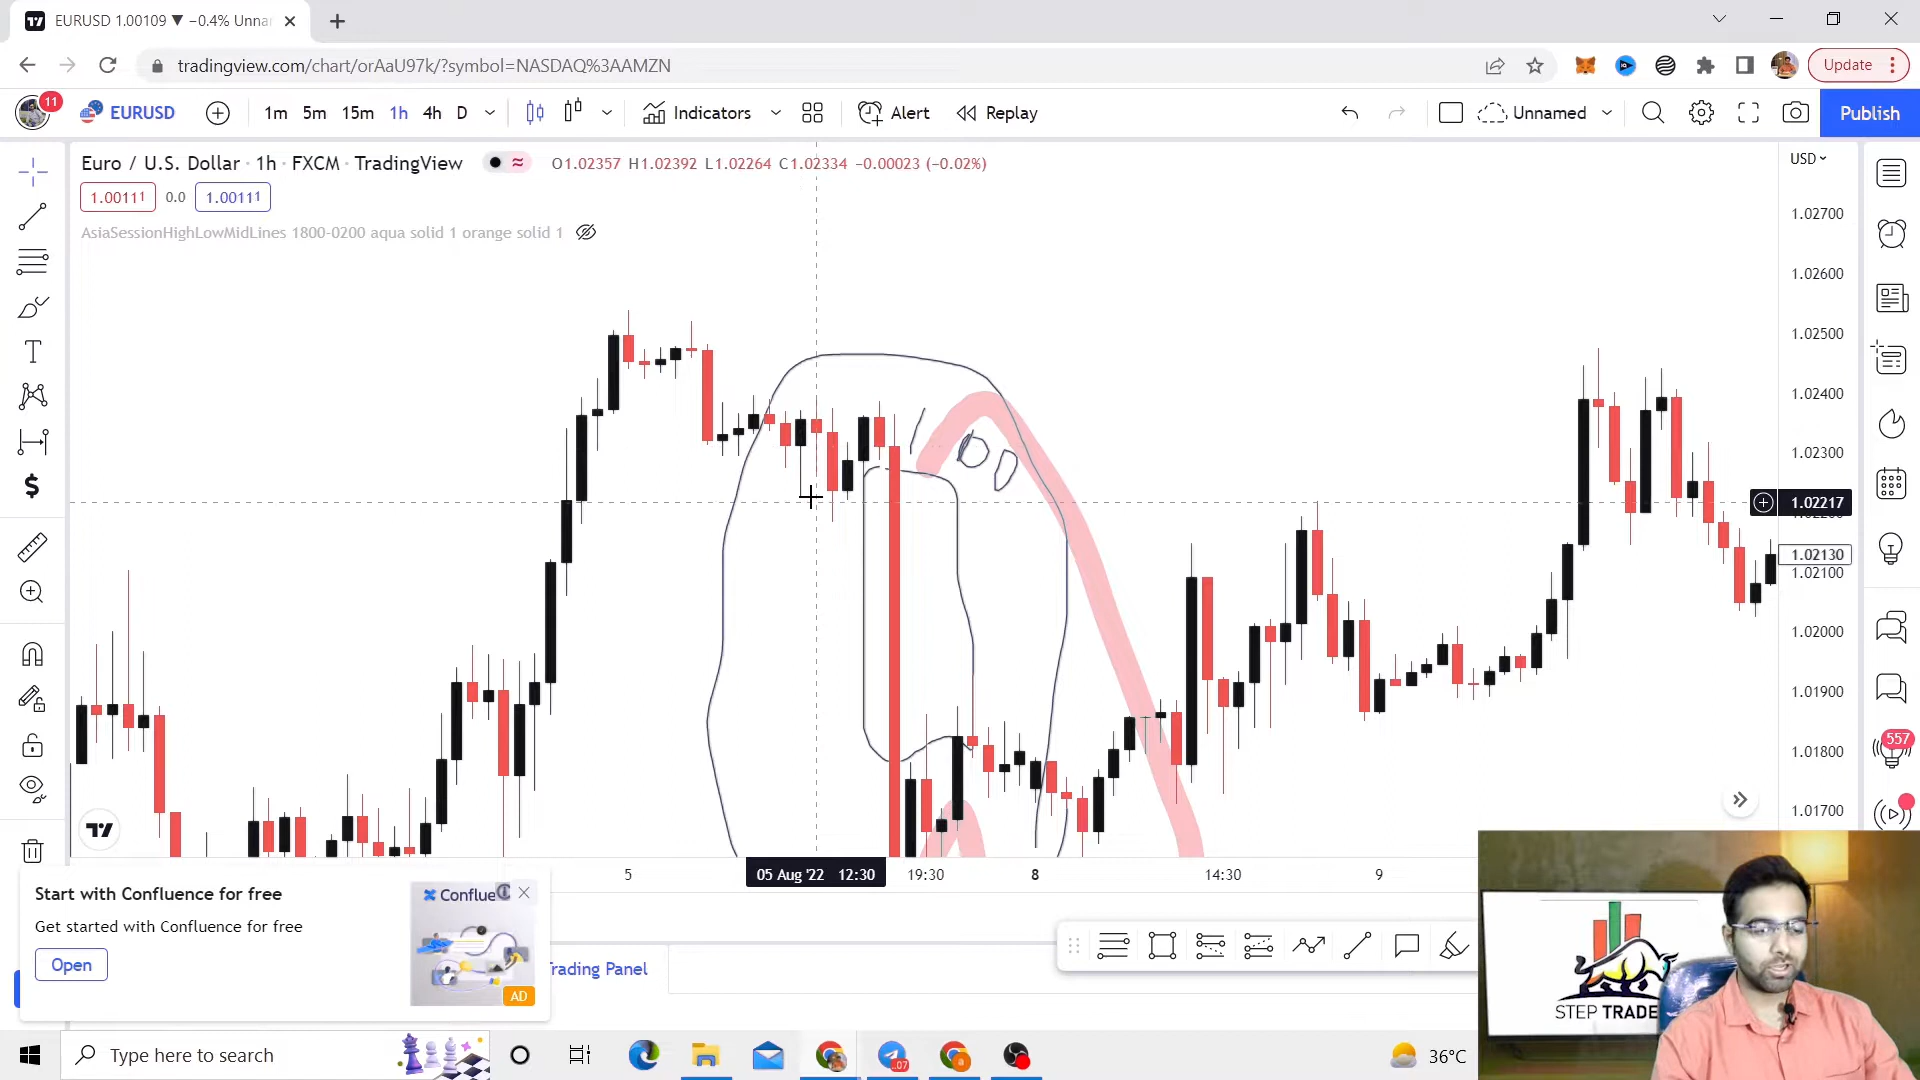 EURUSD 1.00109 ▼ −0.4% Unna
tradingview.com/chart/orAaU97k/?symbol=NASDAQ%3AAMZN
Update
11
EURUSD
1m 5m 15m 1h 4h D
Indicators
Alert
Replay
Unnamed
Publish
Euro / U.S. Dollar · 1h · FXCM · TradingView
O1.02357 H1.02392 L1.02264 C1.02334 −0.00023 (−0.02%)
USD
1.00111 0.0 1.00111
AsiaSessionHighLowMidLines 1800-0200 aqua solid 1 orange solid 1
1.02700
1.02600
1.02500
1.02400
1.02300
1.02217
1.02130
1.02100
1.02000
1.01900
1.01800
1.01700
100
557
5
05 Aug '22 12:30
19:30
8
14:30
9
Start with Confluence for free
Get started with Confluence for free
Open
Conflue
AD
Trading Panel
STEP TRADE
Type here to search
07
36°C